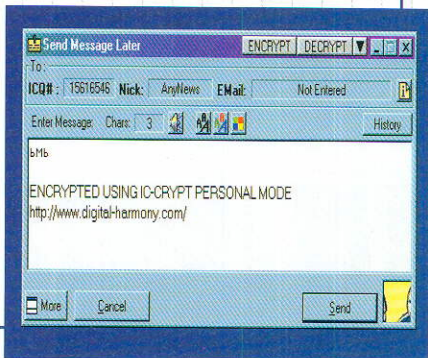 Send Message Later ENCRYPT DECRYPT
To:
ICQ#: 15616546 Nick: AnyNews EMail: Not Entered
Enter Message: Chars: 3 History
ьмь
ENCRYPTED USING IC-CRYPT PERSONAL MODE
http://www.digital-harmony.com/
More Cancel Send